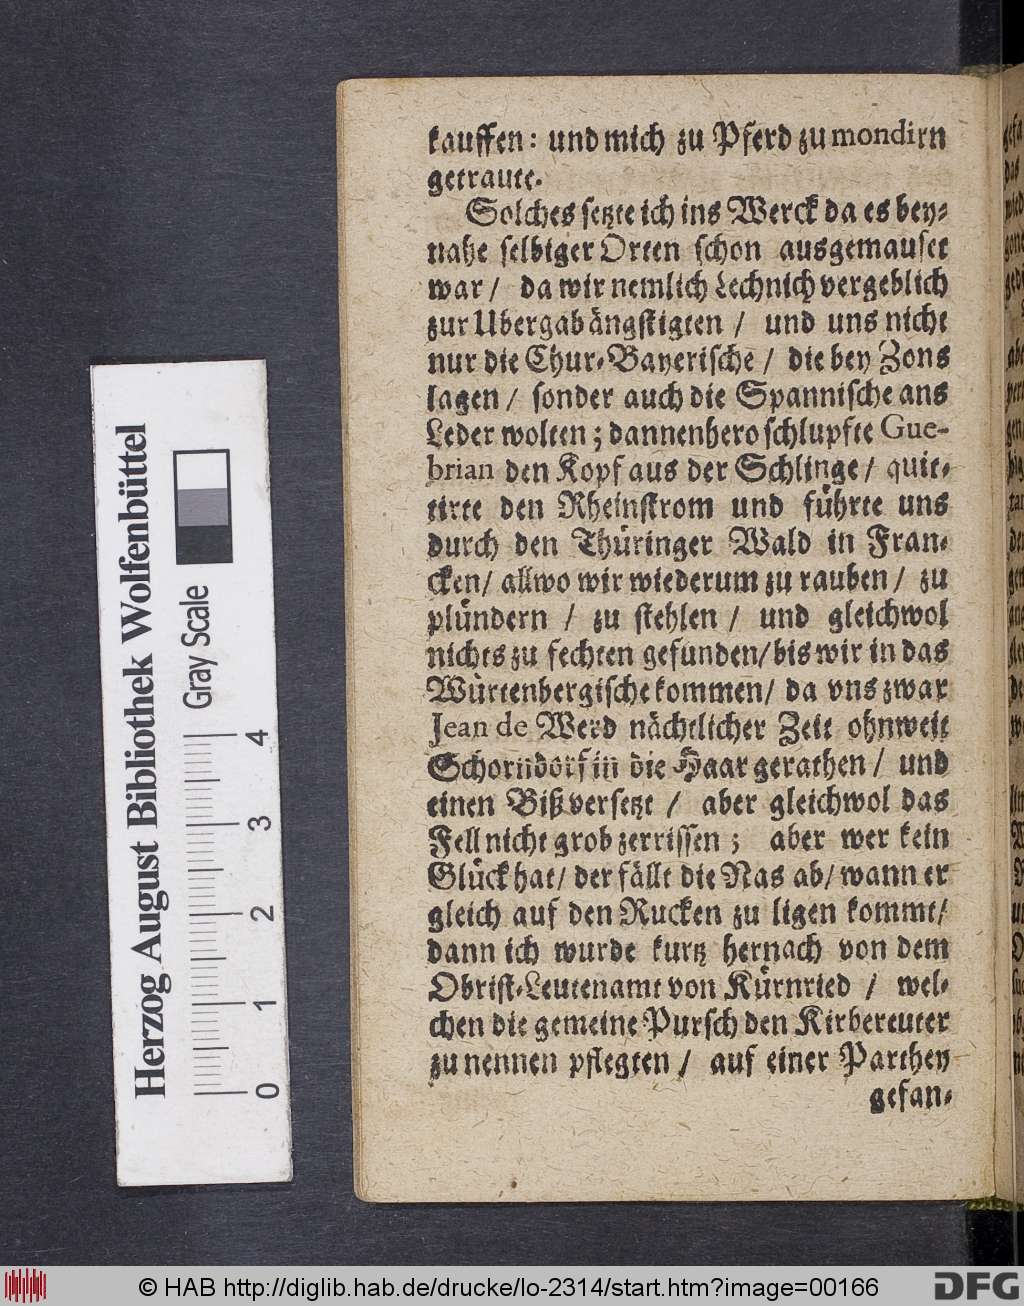 kauffen: und mich zu Pferd zu mondirn
getraute.
Solches setzte ich ins Werck da es bey-
nahe selbiger Orten schon ausgemauset
war / da wir nemlich Lechnich vergeblich
zur Ubergab ängstigten / und uns nicht
nur die Chur-Bayerische / die bey Zons
lagen / sonder auch die Spannische ans
Leder wolten; dannenhero schlupfte Gue-
brian den Kopf aus der Schlinge / quit-
tirte den Rheinstrom und führte uns
durch den Thüringer Wald in Fran-
cken / allwo wir wiederum zu rauben / zu
plündern / zu stehlen / und gleichwol
nichts zu fechten gefunden / bis wir in das
Würtenbergische kommen / da vns zwar
Jean de Werd nächtlicher Zeit ohnweit
Schorndorf in die Haar gerathen / und
einen Biß versetzt / aber gleichwol das
Fell nicht grob zerrissen; aber wer kein
Glück hat / der fällt die Nas ab / wann er
gleich auf den Rucken zu ligen kommt /
dann ich wurde kurtz hernach von dem
Obrist-Leutenamt von Kürnried / wel-
chen die gemeine Pursch den Kirbereuter
zu nennen pflegten / auf einer Parthey
gefan-
Herzog August Bibliothek Wolfenbüttel
Gray Scale
0 1 2 3 4
© HAB http://diglib.hab.de/drucke/lo-2314/start.htm?image=00166
DFG